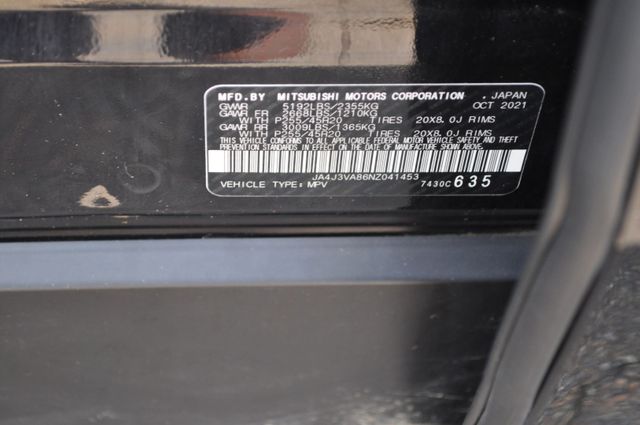 MFD.BY MITSUBISHI MOTORS CORPORATION . JAPAN
GVWR 5192LBS/2355KG OCT 2021
GAWR FR 2668LBS/1210KG
WITH P255/45R20 TIRES 20X8.0J RIMS
GAWR RR 3009LBS/1365KG
WITH P255/45R20 TIRES 20X8.0J RIMS
THIS VEHICLE CONFORMS TO ALL APPLICABLE FEDERAL MOTOR VEHICLE SAFETY AND THEFT
PREVENTION STANDARDS IN EFFECT ON THE DATE OF MANUFACTURE SHOWN ABOVE.
JA4J3VA86NZ041453
VEHICLE TYPE: MPV 7430C 635